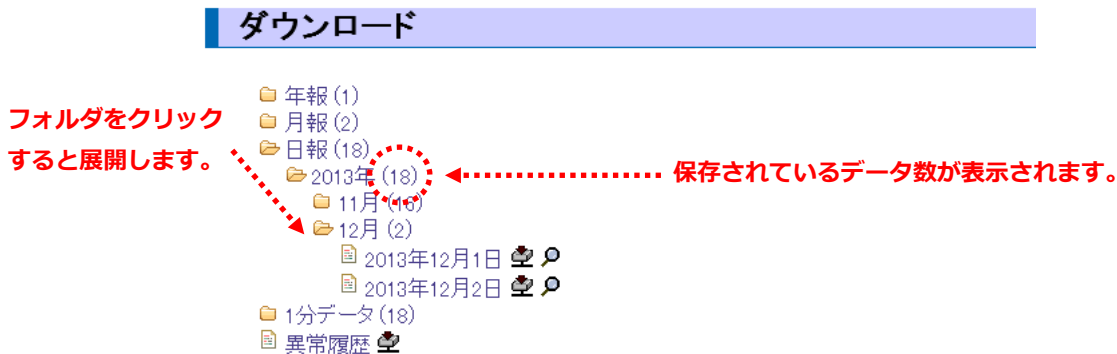 ダウンロード
年報(1)
月報(2)
日報(18)
2013年(18)
11月(16)
12月(2)
2013年12月1日
2013年12月2日
1分データ(18)
異常履歴
フォルダをクリック
すると展開します。
保存されているデータ数が表示されます。